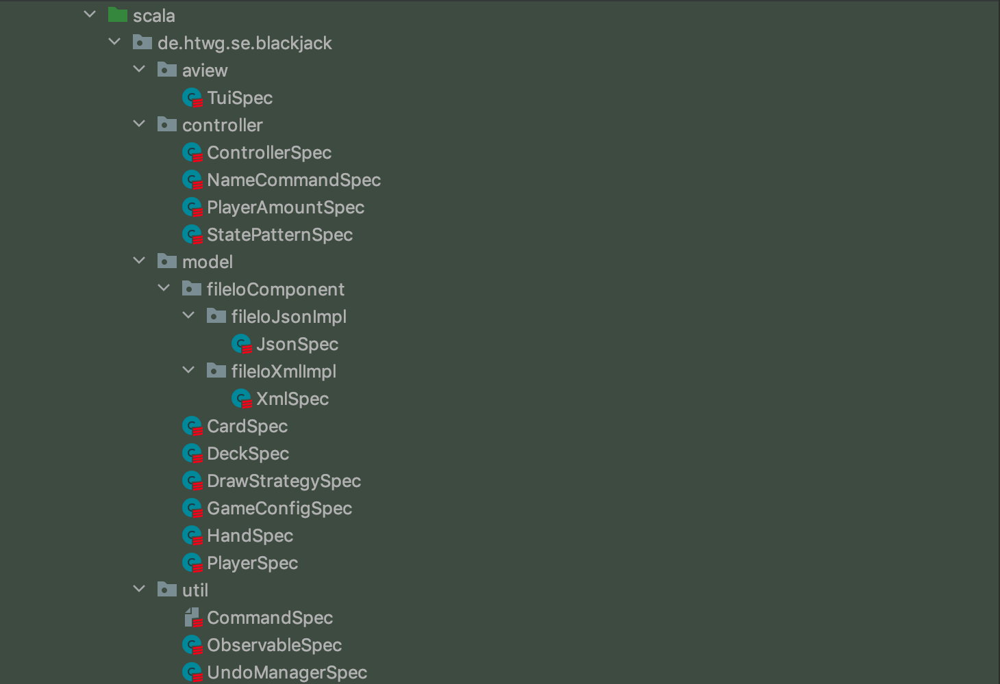 scala
de.htwg.se.blackjack
aview
TuiSpec
controller
ControllerSpec
NameCommandSpec
PlayerAmountSpec
StatePatternSpec
model
fileIoComponent
fileIoJsonImpl
JsonSpec
fileIoXmlImpl
XmlSpec
CardSpec
DeckSpec
DrawStrategySpec
GameConfigSpec
HandSpec
PlayerSpec
util
CommandSpec
ObservableSpec
UndoManagerSpec